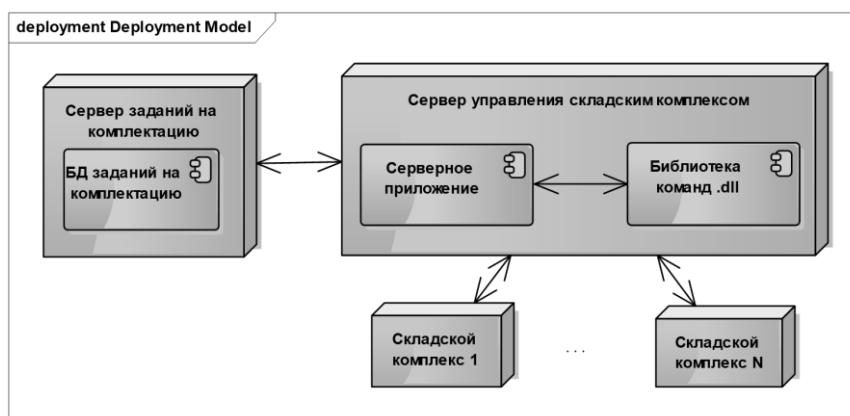 deployment Deployment Model
Сервер заданий на
комплектацию
БД заданий на
комплектацию
Сервер управления складским комплексом
Серверное
приложение
Библиотека
команд .dll
Складской
комплекс 1
...
Складской
комплекс N